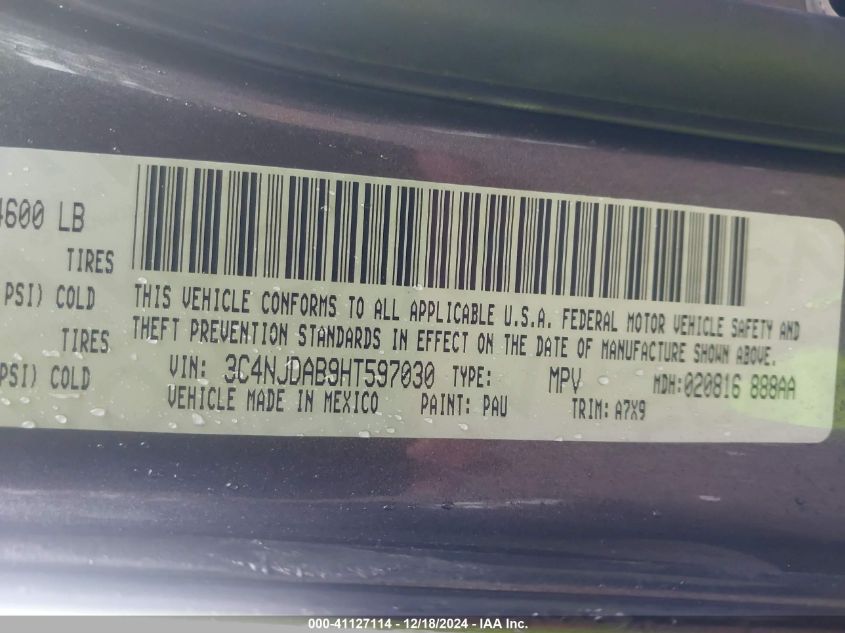 4600 LB
TIRES
PSI) COLD
TIRES
PSI) COLD
THIS VEHICLE CONFORMS TO ALL APPLICABLE U.S.A. FEDERAL MOTOR VEHICLE SAFETY AND
THEFT PREVENTION STANDARDS IN EFFECT ON THE DATE OF MANUFACTURE SHOWN ABOVE.
VIN: 3C4NJDAB9HT597030 TYPE: MPV MDH:020816 888AA
VEHICLE MADE IN MEXICO PAINT: PAU TRIM: A7X9
000-41127114 - 12/18/2024 - IAA Inc.